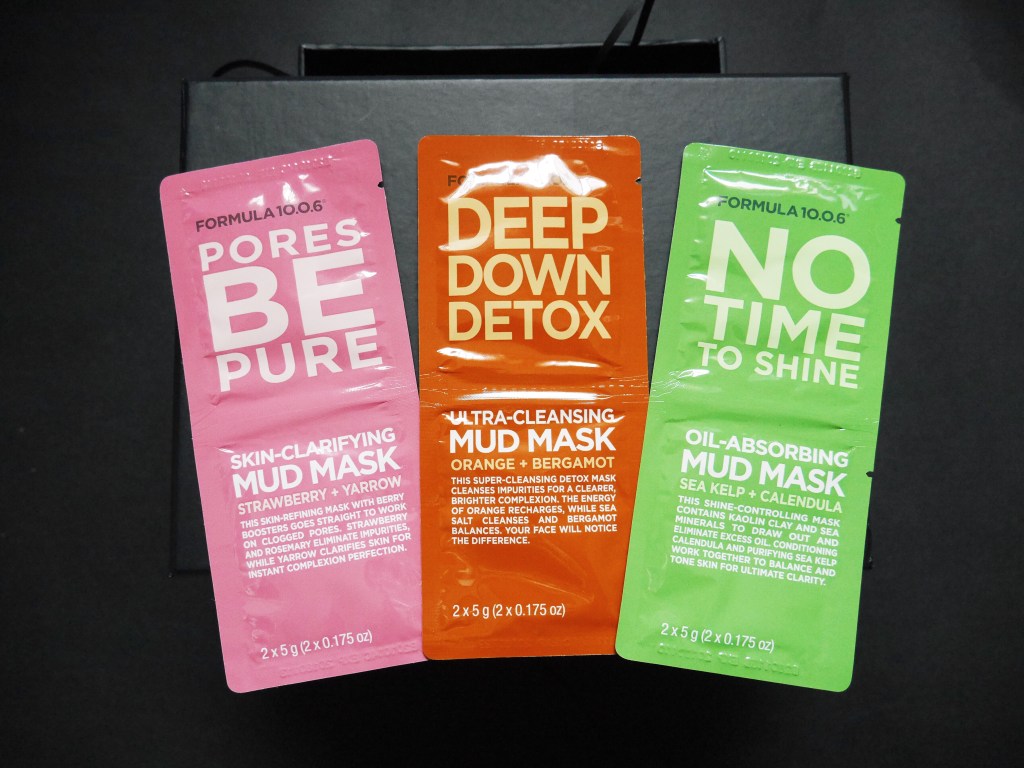 FORMULA 10.0.6®
PORES
BE
PURE
SKIN-CLARIFYING
MUD MASK
STRAWBERRY + YARROW
THIS SKIN-REFINING MASK WITH BERRY
BOOSTERS GOES STRAIGHT TO WORK
ON CLOGGED PORES. STRAWBERRY
AND ROSEMARY ELIMINATE IMPURITIES,
WHILE YARROW CLARIFIES SKIN FOR
INSTANT COMPLEXION PERFECTION.
2 x 5 g (2 x 0.175 oz)
DEEP
DOWN
DETOX
ULTRA-CLEANSING
MUD MASK
ORANGE + BERGAMOT
THIS SUPER-CLEANSING DETOX MASK
CLEANSES IMPURITIES FOR A CLEARER,
BRIGHTER COMPLEXION. THE ENERGY
OF ORANGE RECHARGES, WHILE SEA
SALT CLEANSES AND BERGAMOT
BALANCES. YOUR FACE WILL NOTICE
THE DIFFERENCE.
2 x 5 g (2 x 0.175 oz)
FORMULA 10.0.6®
NO
TIME
TO SHINE
OIL-ABSORBING
MUD MASK
SEA KELP + CALENDULA
THIS SHINE-CONTROLLING MASK
CONTAINS KAOLIN CLAY AND SEA
MINERALS TO DRAW OUT AND
ELIMINATE EXCESS OIL. CONDITIONING
CALENDULA AND PURIFYING SEA KELP
WORK TOGETHER TO BALANCE AND
TONE SKIN FOR ULTIMATE CLARITY.
2 x 5 g (2 x 0.175 oz)